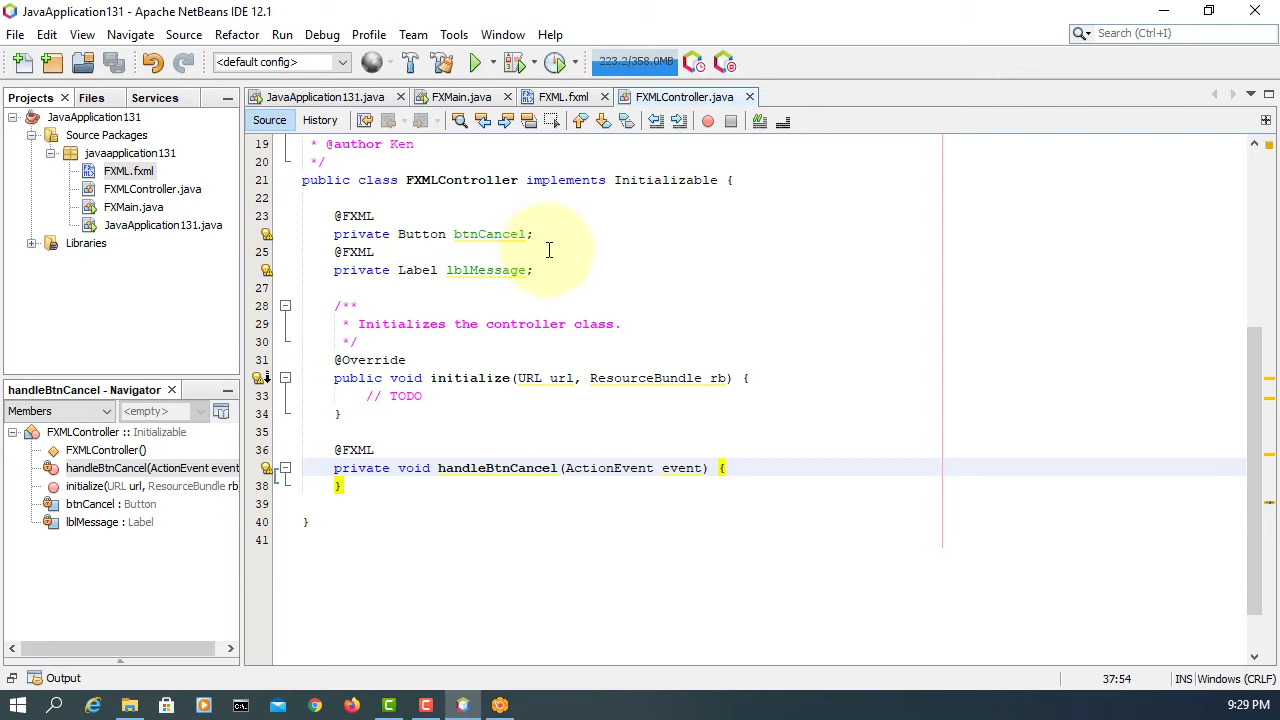 JavaApplication131 - Apache NetBeans IDE 12.1
File Edit View Navigate Source Refactor Run Debug Profile Team Tools Window Help
Search (Ctrl+I)
<default config>
223.2/358.0MB
Projects Files Services
JavaApplication131.java FXMain.java FXML.fxml FXMLController.java
Source History
JavaApplication131
Source Packages
javaapplication131
FXML.fxml
FXMLController.java
FXMain.java
JavaApplication131.java
Libraries
19 * @author Ken
20 */
21 public class FXMLController implements Initializable {
22
23 @FXML
private Button btnCancel;
25 @FXML
private Label lblMessage;
27
28 /**
29 * Initializes the controller class.
30 */
31 @Override
public void initialize(URL url, ResourceBundle rb) {
33 // TODO
34 }
35
36 @FXML
private void handleBtnCancel(ActionEvent event) {
38 }
39
40 }
41
handleBtnCancel - Navigator
Members <empty>
FXMLController :: Initializable
FXMLController()
handleBtnCancel(ActionEvent event
initialize(URL url, ResourceBundle rb)
btnCancel : Button
lblMessage : Label
Output
37:54 INS Windows (CRLF)
9:29 PM